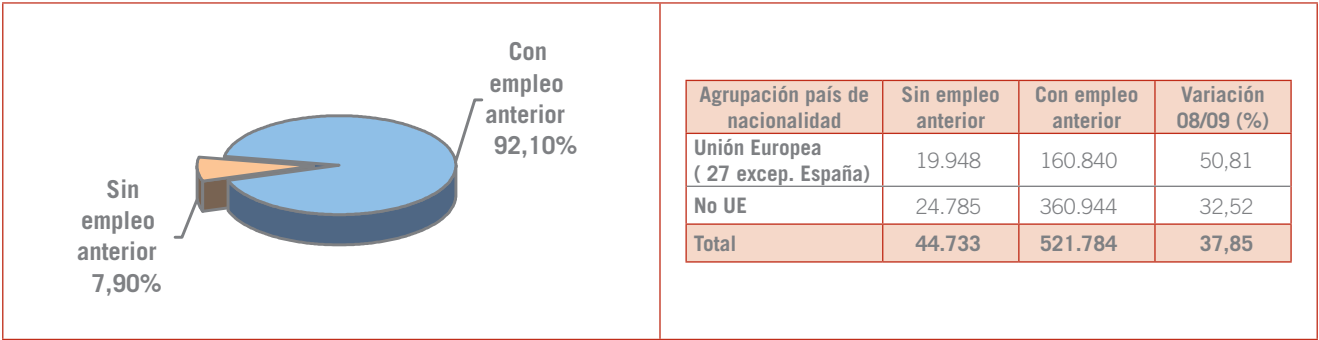 Con
empleo
anterior
92,10%
Sin
empleo
anterior
7,90%
Agrupación país de
nacionalidad
Sin empleo
anterior
Con empleo
anterior
Variación
08/09 (%)
Unión Europea
( 27 excep. España)
19.948
160.840
50,81
No UE
24.785
360.944
32,52
Total
44.733
521.784
37,85